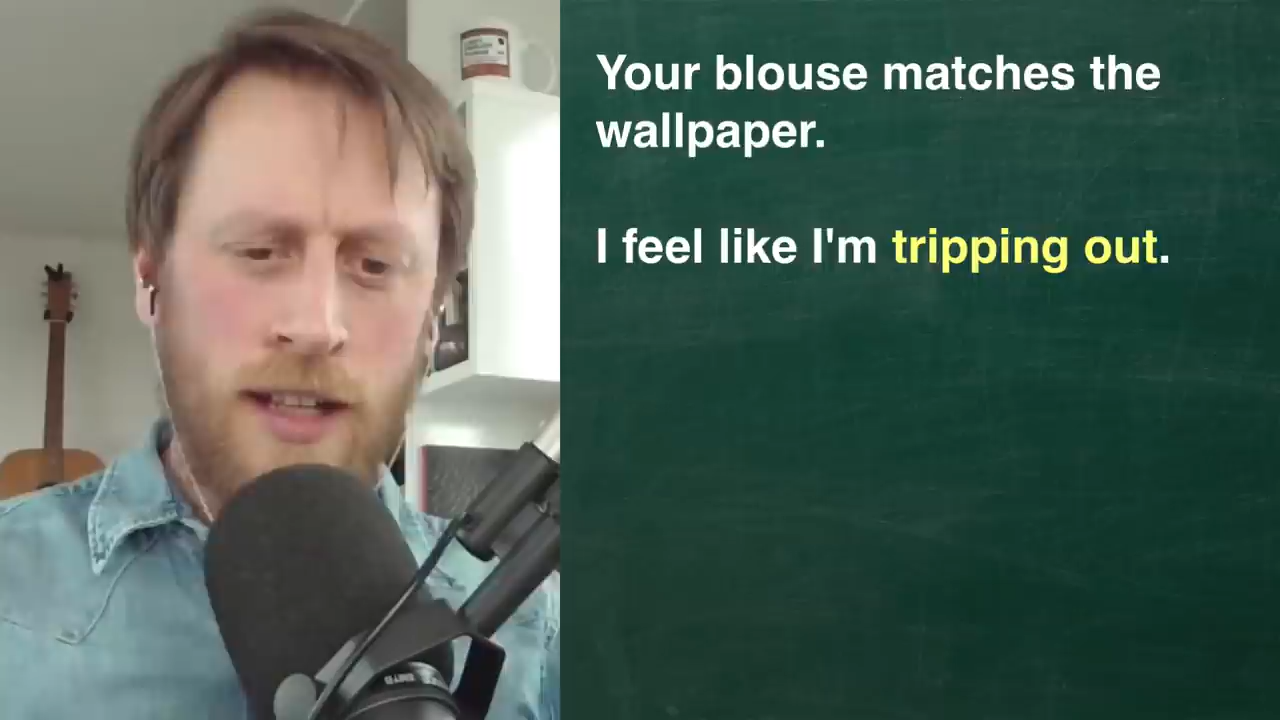 Your blouse matches the
wallpaper.
I feel like I'm tripping out.